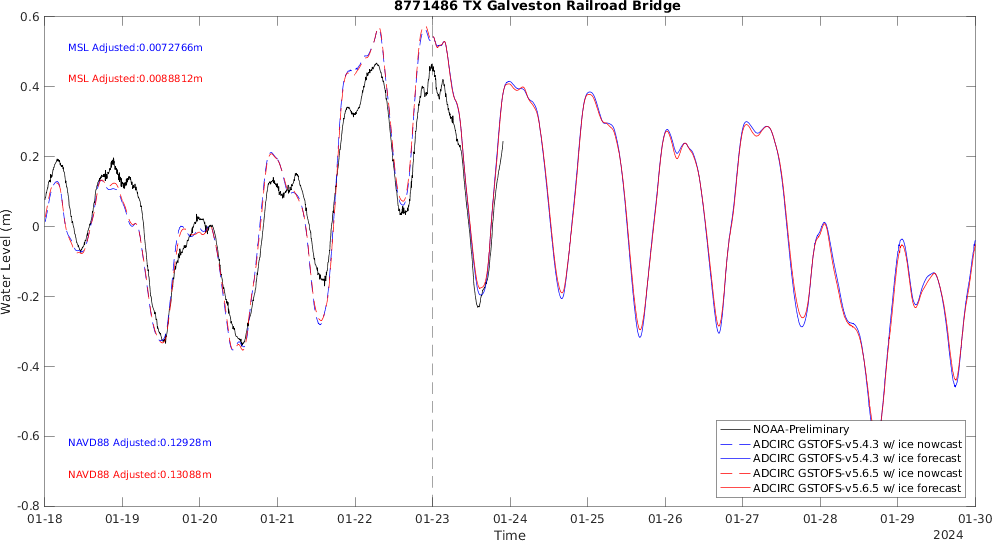 8771486 TX Galveston Railroad Bridge
0.6
MSL Adjusted:0.0072766m
MSL Adjusted:0.0088812m
0.4
0.2
0
Water Level (m)
-0.2
-0.4
-0.6
NAVD88 Adjusted:0.12928m
NAVD88 Adjusted:0.13088m
-0.8
NOAA-Preliminary
ADCIRC GSTOFS-v5.4.3 w/ ice nowcast
ADCIRC GSTOFS-v5.4.3 w/ ice forecast
ADCIRC GSTOFS-v5.6.5 w/ ice nowcast
ADCIRC GSTOFS-v5.6.5 w/ ice forecast
01-18 01-19 01-20 01-21 01-22 01-23 01-24 01-25 01-26 01-27 01-28 01-29 01-30
Time
2024